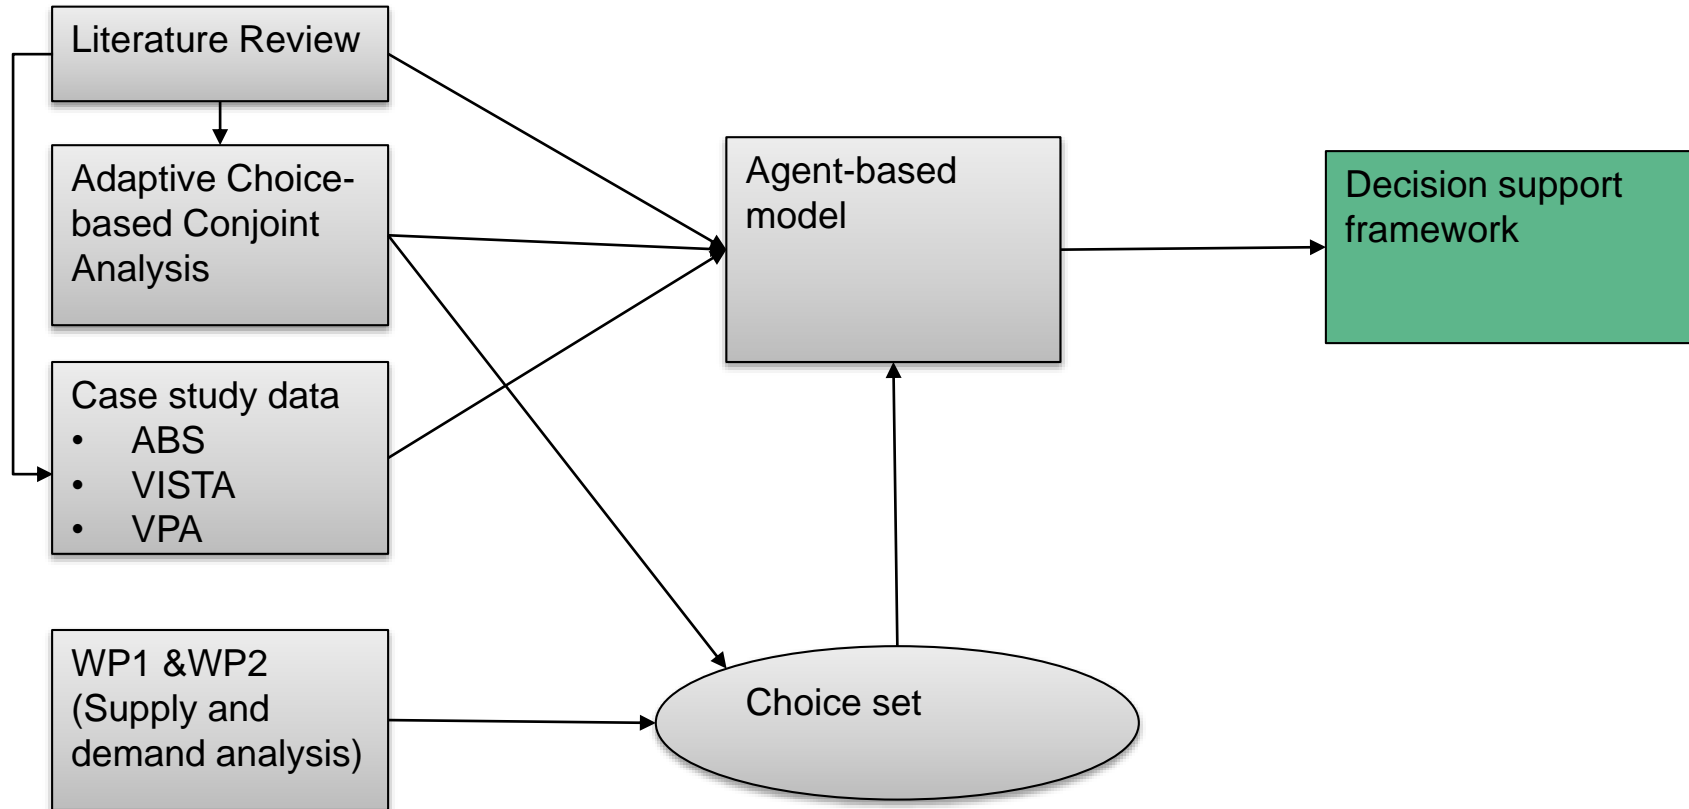 Literature Review
Adaptive Choice-
based Conjoint
Analysis
Case study data
• ABS
• VISTA
• VPA
WP1 &WP2
(Supply and
demand analysis)
Agent-based
model
Choice set
Decision support
framework